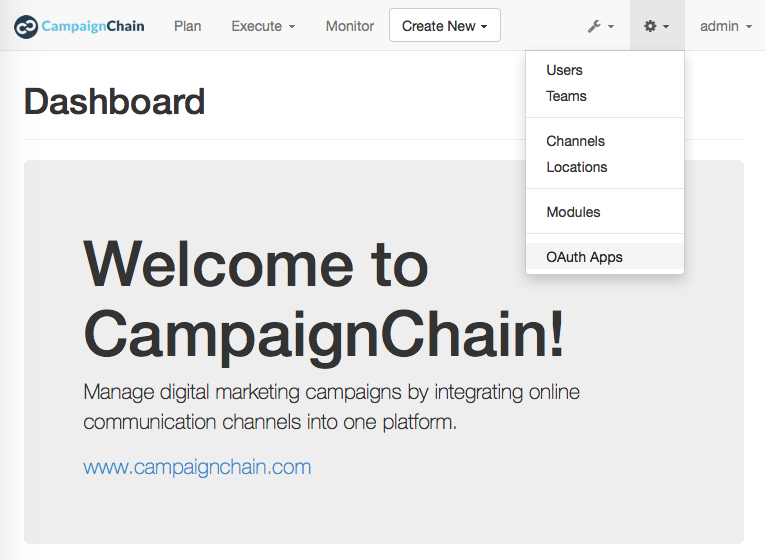 CampaignChain Plan Execute Monitor Create New admin
Users
Teams
Channels
Locations
Modules
OAuth Apps
Dashboard
Welcome to
CampaignChain!
Manage digital marketing campaigns by integrating online
communication channels into one platform.
www.campaignchain.com